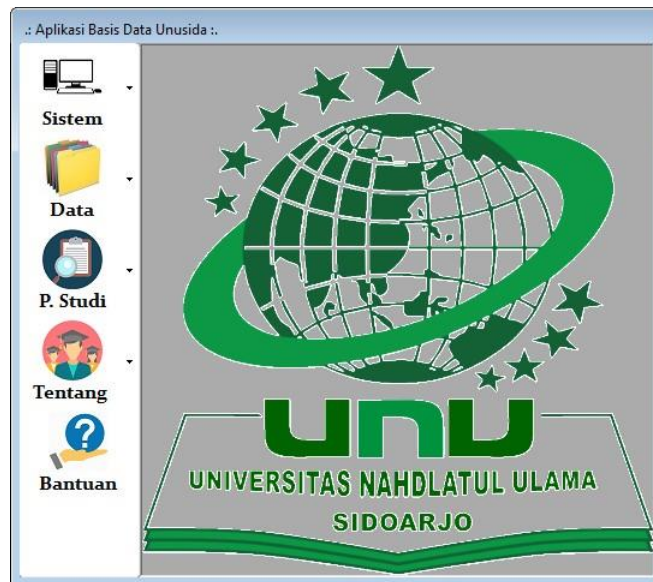 .: Aplikasi Basis Data Unusida :.
Sistem
Data
P. Studi
Tentang
Bantuan
unu
UNIVERSITAS NAHDLATUL ULAMA
SIDOARJO